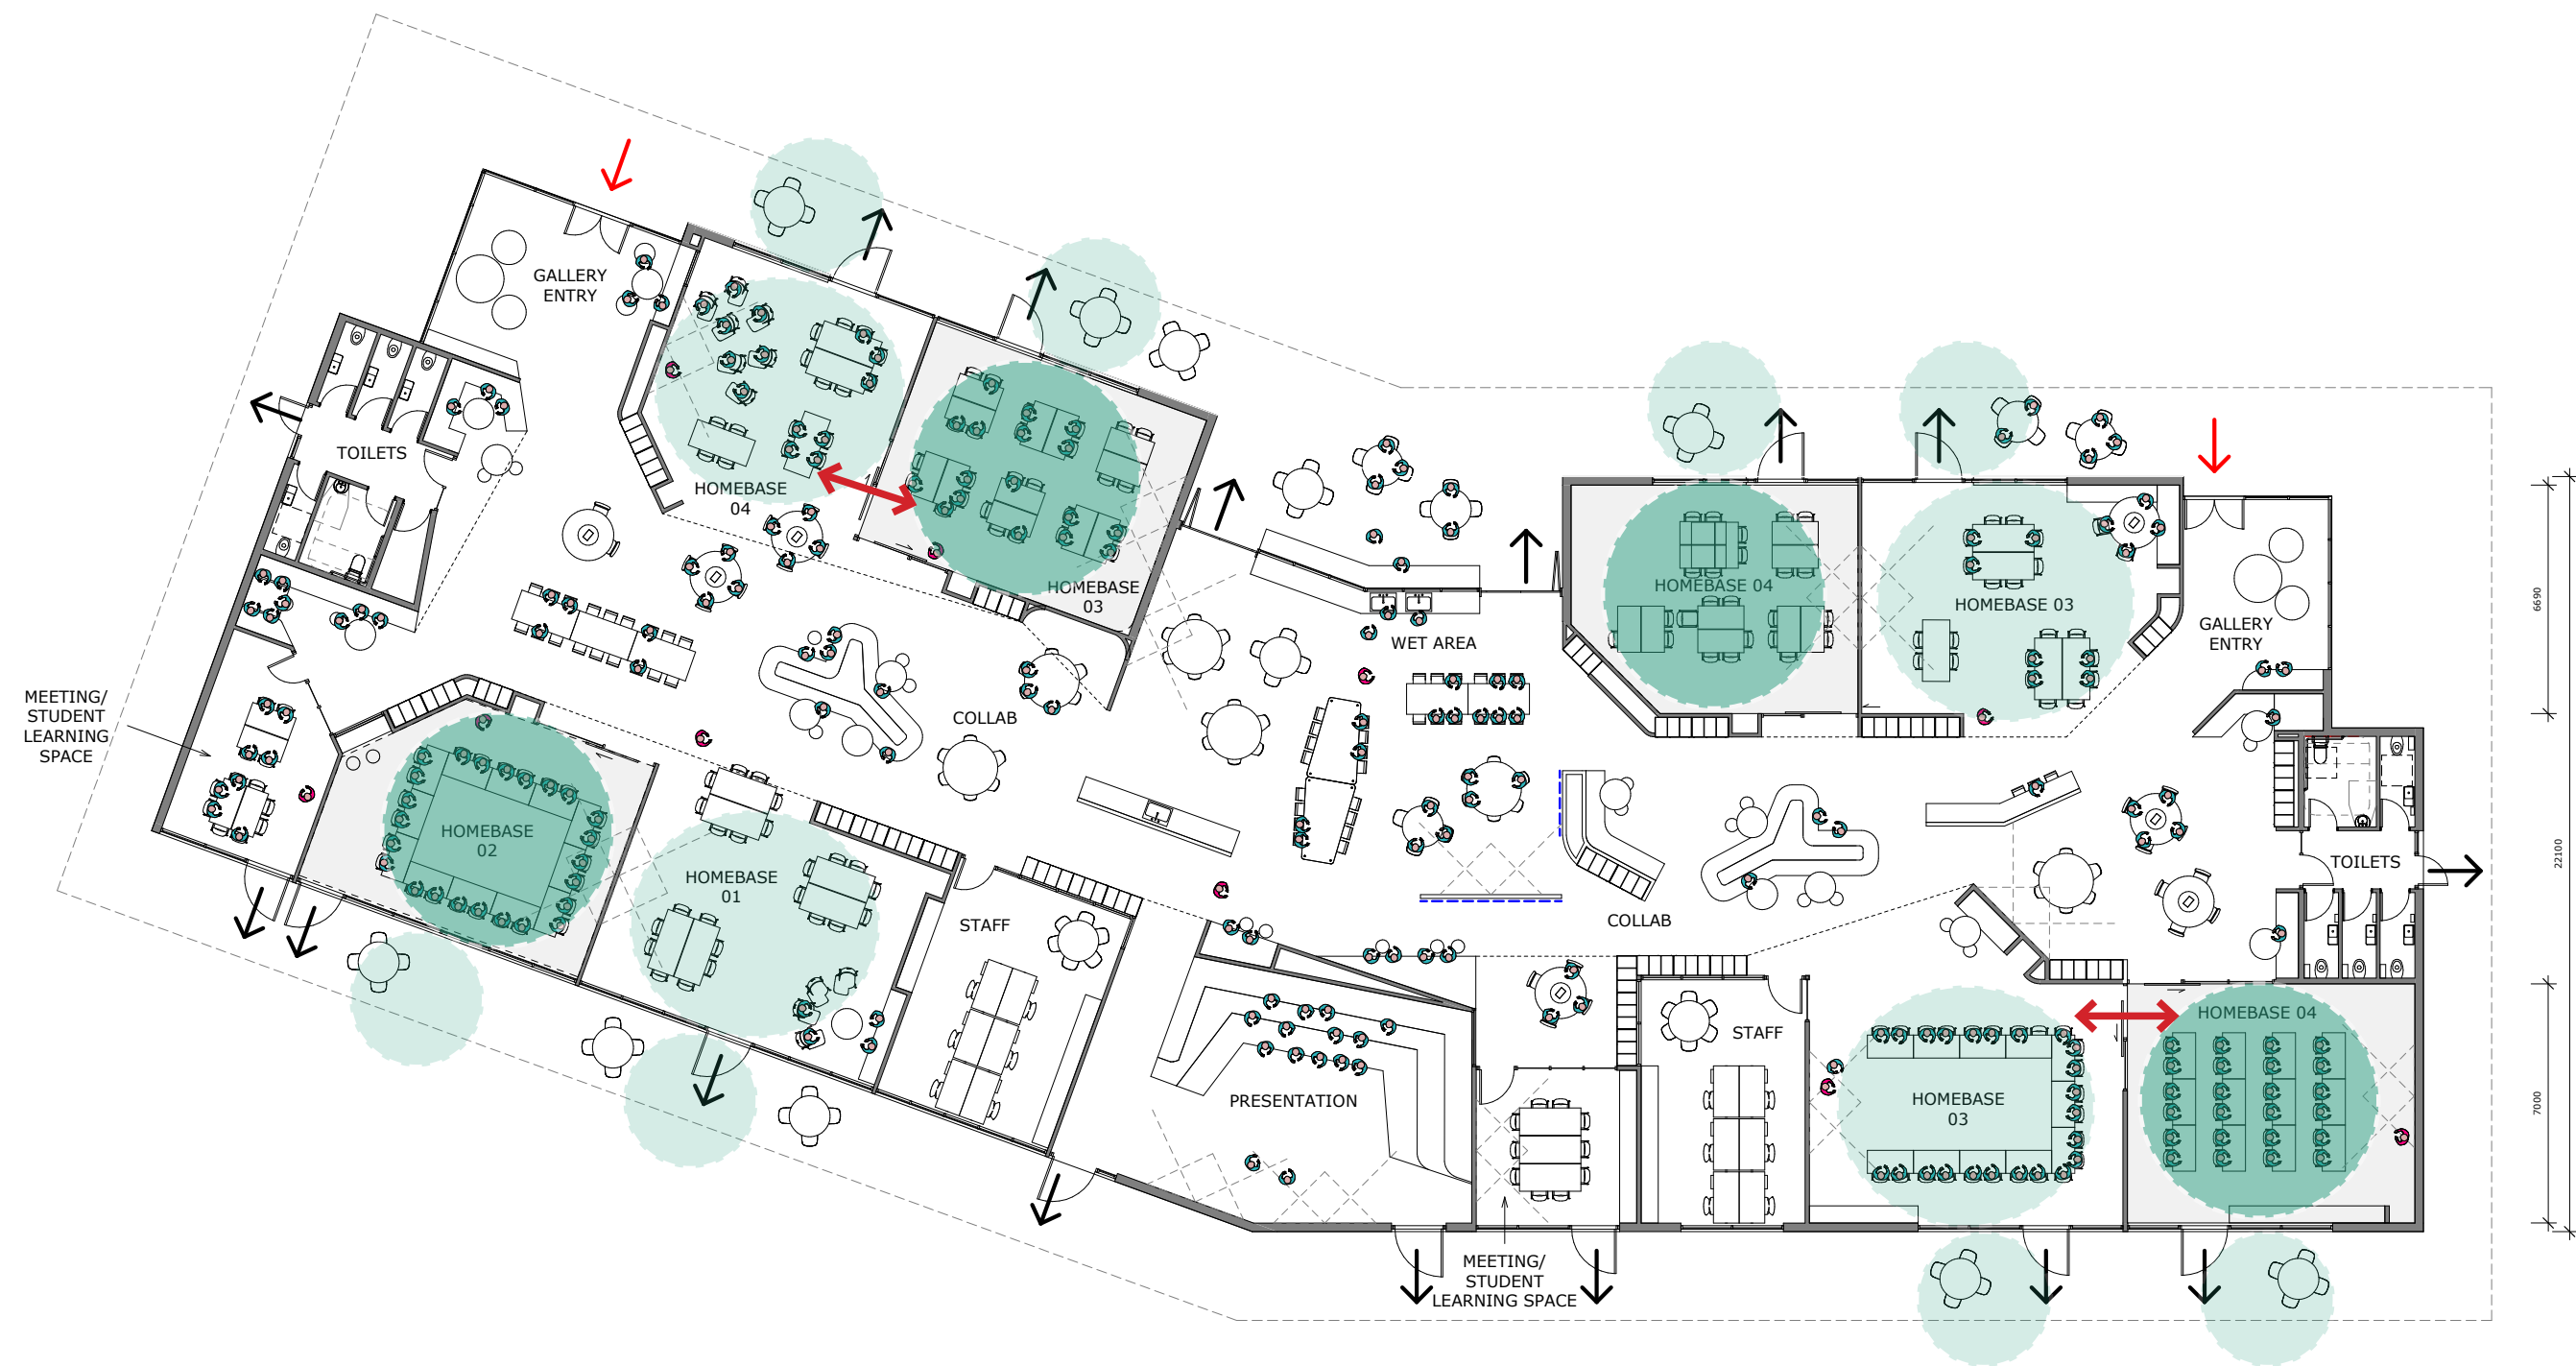 GALLERY
ENTRY
TOILETS
HOMEBASE
04
HOMEBASE
03
MEETING/
STUDENT
LEARNING
SPACE
HOMEBASE
02
HOMEBASE
01
COLLAB
STAFF
WET AREA
PRESENTATION
HOMEBASE 04
HOMEBASE 03
GALLERY
ENTRY
COLLAB
TOILETS
STAFF
HOMEBASE
03
HOMEBASE 04
MEETING/
STUDENT
LEARNING SPACE
6690
22100
7000